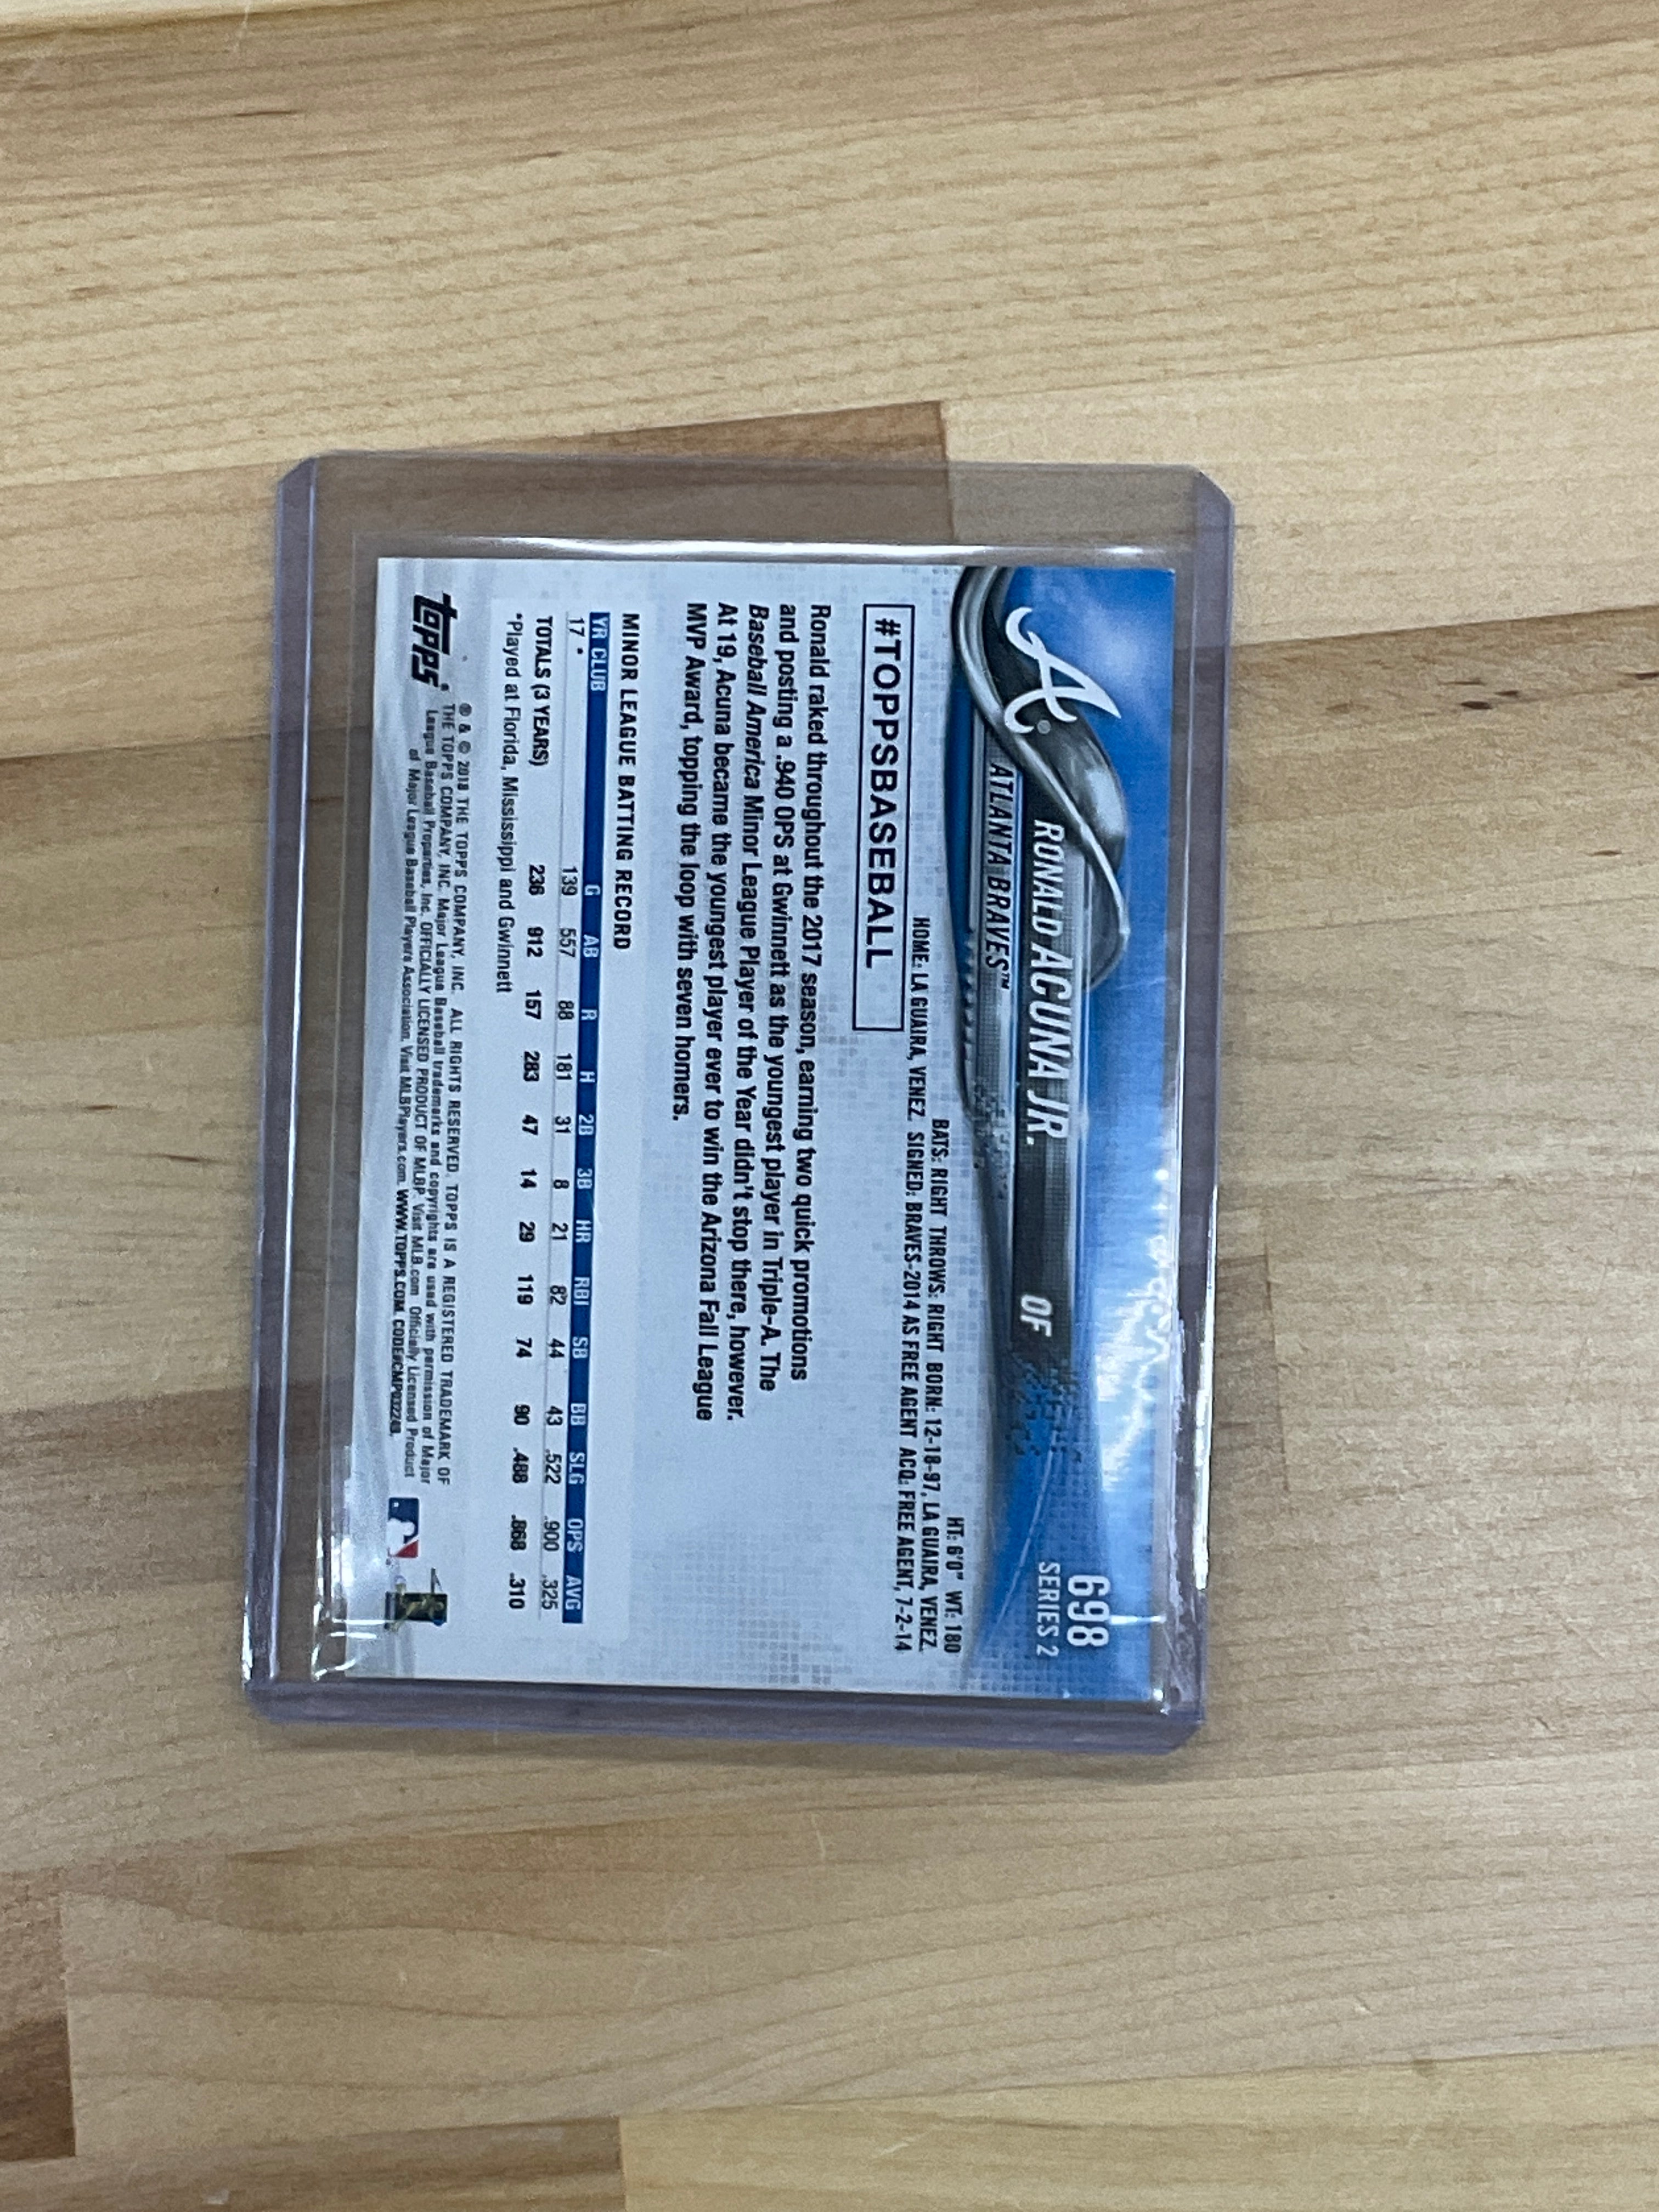 698
SERIES 2
RONALD ACUNA JR. OF
ATLANTA BRAVES™
HT: 6'0" WT: 180
BATS: RIGHT THROWS: RIGHT BORN: 12-18-97, LA GUAIRA, VENEZ.
HOME: LA GUAIRA, VENEZ. SIGNED: BRAVES-2014 AS FREE AGENT ACQ: FREE AGENT, 7-2-14
#TOPPSBASEBALL
Ronald raked throughout the 2017 season, earning two quick promotions
and posting a .940 OPS at Gwinnett as the youngest player in Triple-A. The
Baseball America Minor League Player of the Year didn't stop there, however.
At 19, Acuna became the youngest player ever to win the Arizona Fall League
MVP Award, topping the loop with seven homers.
MINOR LEAGUE BATTING RECORD
YR CLUB G AB R H 2B 3B HR RBI SB BB SLG OPS AVG
17 * 139 557 88 181 31 8 21 82 44 43 .522 .900 .325
TOTALS (3 YEARS) 236 912 157 283 47 14 29 119 74 90 .488 .868 .310
*Played at Florida, Mississippi and Gwinnett
topps
® & © 2018 THE TOPPS COMPANY, INC. ALL RIGHTS RESERVED. TOPPS IS A REGISTERED TRADEMARK OF
THE TOPPS COMPANY, INC. Major League Baseball trademarks and copyrights are used with permission of Major
League Baseball Properties, Inc. OFFICIALLY LICENSED PRODUCT OF MLBP. Visit MLB.com Officially Licensed Product
of Major League Baseball Players Association. Visit MLBPlayers.com. WWW.TOPPS.COM.